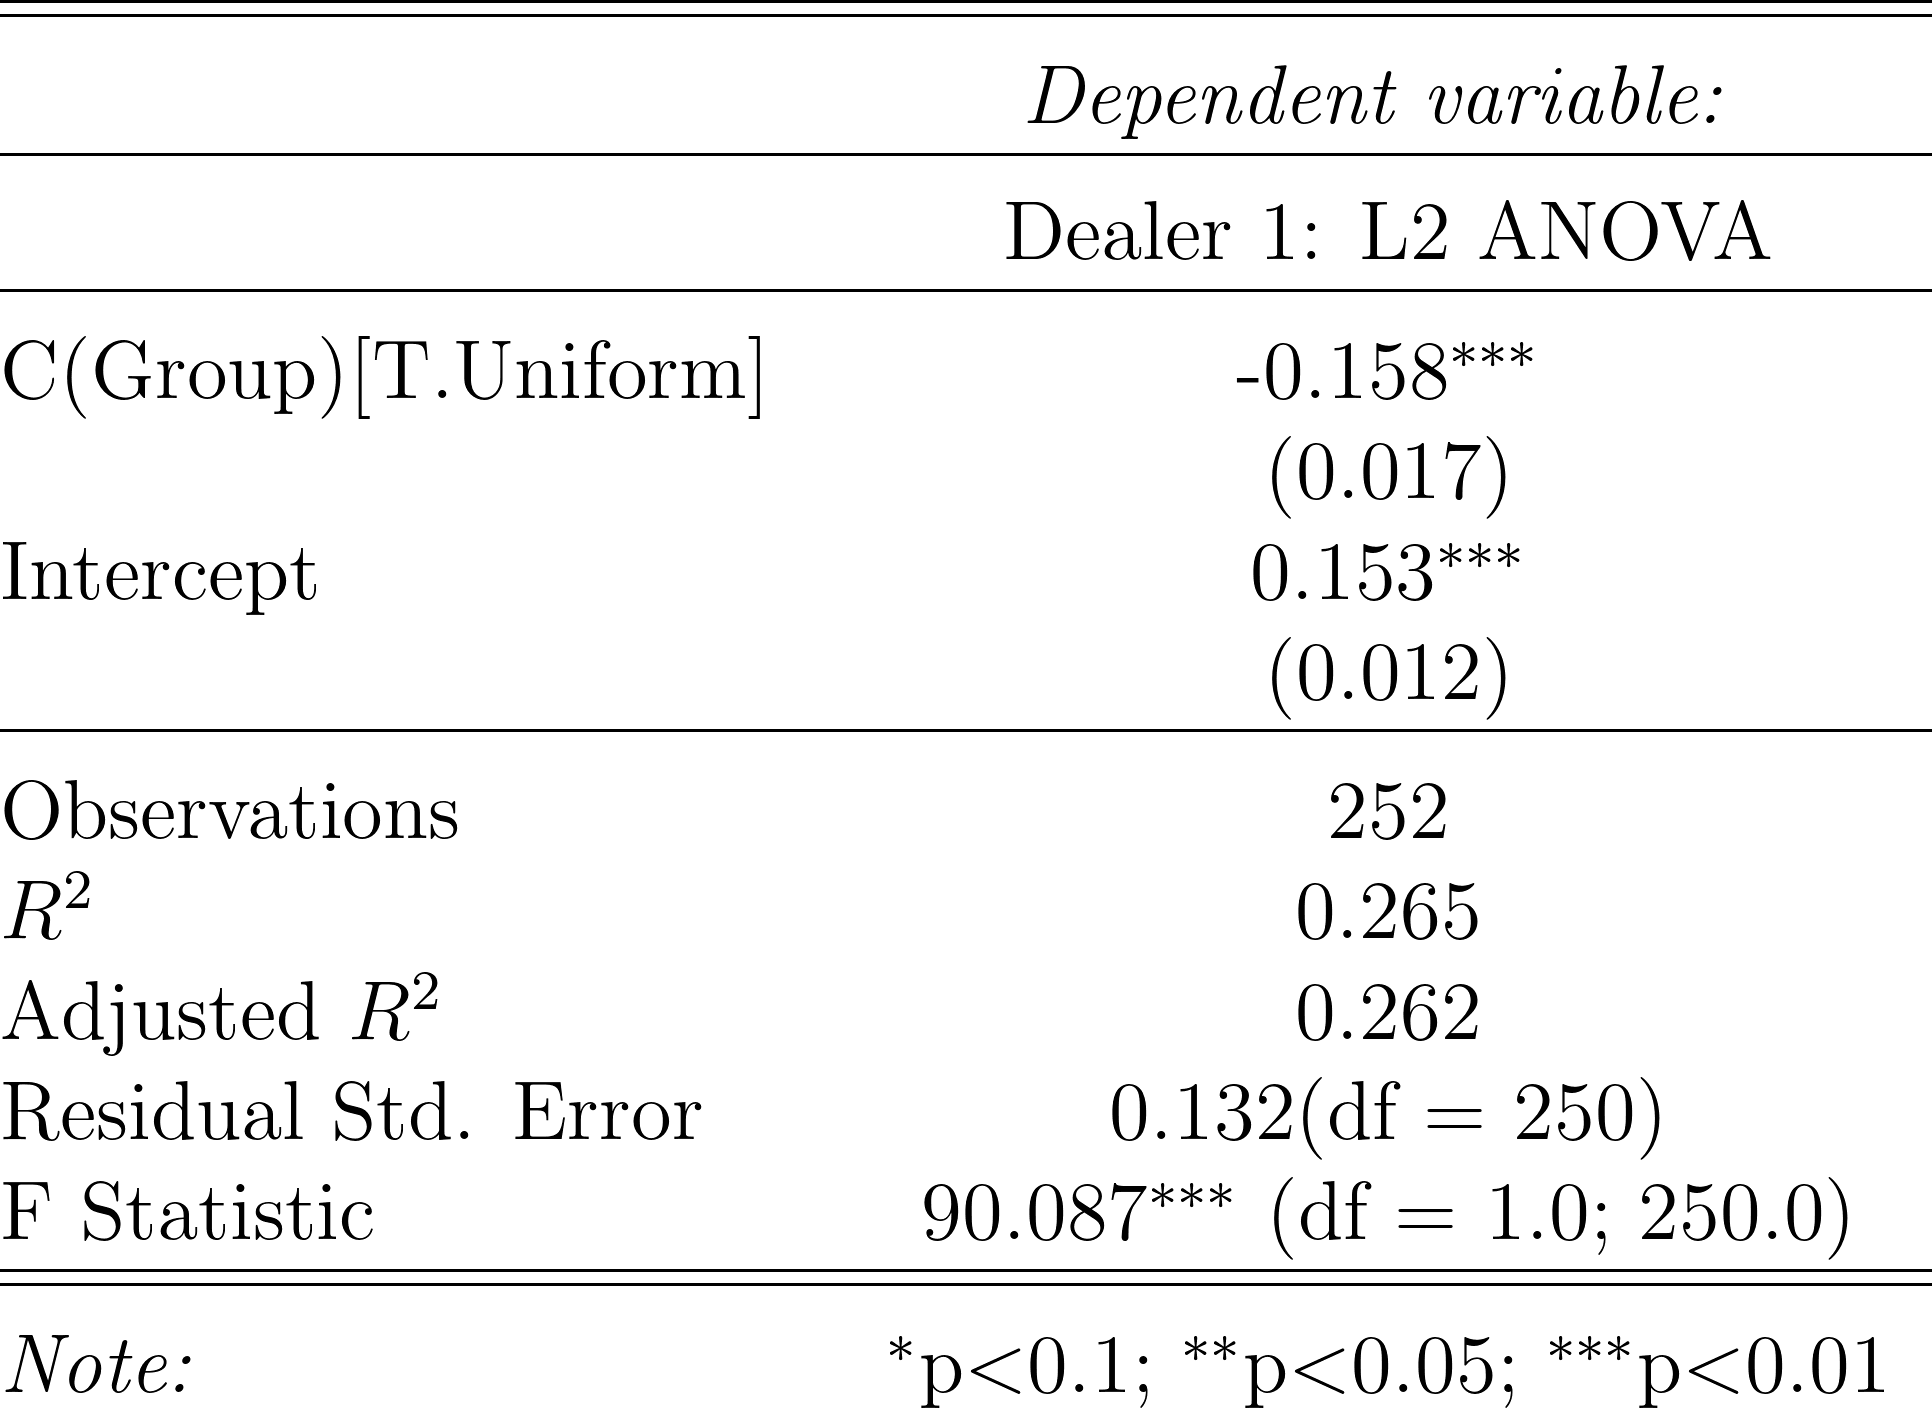 Dependent variable:
Dealer 1: L2 ANOVA
C(Group)[T.Uniform] -0.158***
(0.017)
Intercept 0.153***
(0.012)
Observations 252
R² 0.265
Adjusted R² 0.262
Residual Std. Error 0.132(df = 250)
F Statistic 90.087*** (df = 1.0; 250.0)
Note: *p<0.1; **p<0.05; ***p<0.01